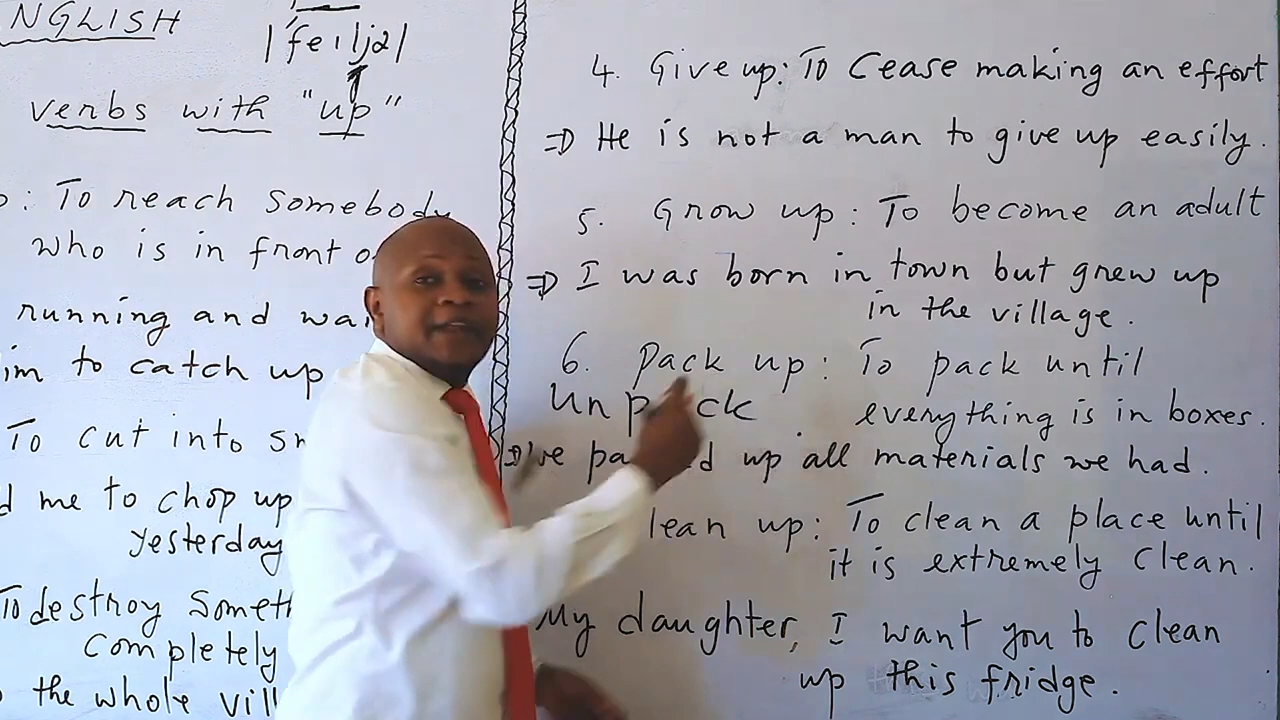 NGLISH
|ˈfeɪljə|
verbs with "up"
: To reach somebody
who is in front
running and
im to catch up
To cut into
me to chop up
yesterday
To destroy
completely
the whole
4. Give up: To Cease making an effort
⇒ He is not a man to give up easily.
5. Grow up: To become an adult
⇒ I was born in town but grew up
in the village.
6. Pack up: To pack until
everything is in boxes.
up all materials we had.
lean up: To clean a place until
it is extremely clean.
My daughter, I want you to clean
up this fridge.